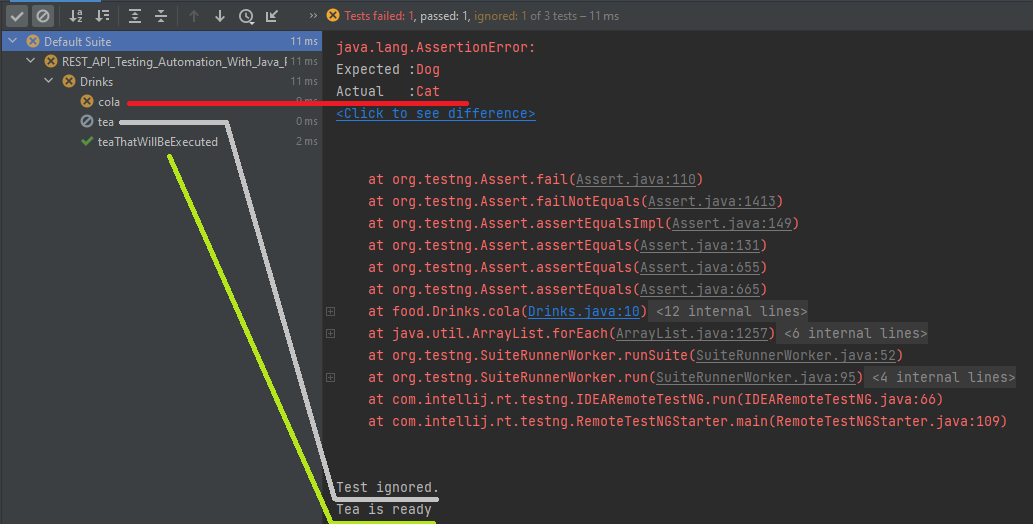 Tests failed: 1, passed: 1, ignored: 1 of 3 tests – 11 ms
Default Suite 11 ms
REST_API_Testing_Automation_With_Java_ 11 ms
Drinks 11 ms
cola
tea 0 ms
teaThatWillBeExecuted 2 ms
java.lang.AssertionError:
Expected :Dog
Actual :Cat
<Click to see difference>
at org.testng.Assert.fail(Assert.java:110)
at org.testng.Assert.failNotEquals(Assert.java:1413)
at org.testng.Assert.assertEqualsImpl(Assert.java:149)
at org.testng.Assert.assertEquals(Assert.java:131)
at org.testng.Assert.assertEquals(Assert.java:655)
at org.testng.Assert.assertEquals(Assert.java:665)
at food.Drinks.cola(Drinks.java:10) <12 internal lines>
at java.util.ArrayList.forEach(ArrayList.java:1257) <6 internal lines>
at org.testng.SuiteRunnerWorker.runSuite(SuiteRunnerWorker.java:52)
at org.testng.SuiteRunnerWorker.run(SuiteRunnerWorker.java:95) <4 internal lines>
at com.intellij.rt.testng.IDEARemoteTestNG.run(IDEARemoteTestNG.java:66)
at com.intellij.rt.testng.RemoteTestNGStarter.main(RemoteTestNGStarter.java:109)
Test ignored.
Tea is ready